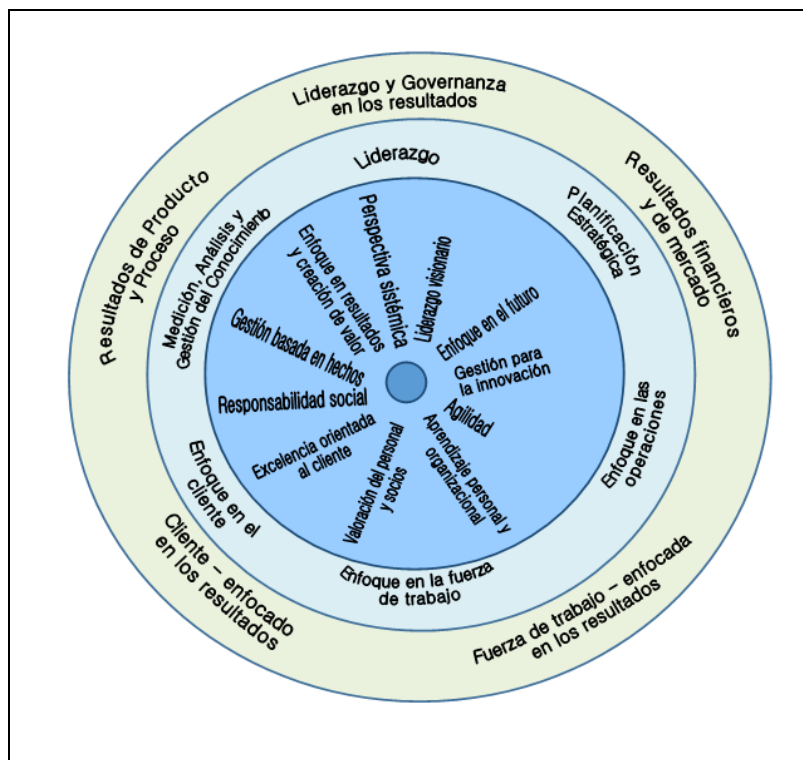 Liderazgo y Governanza
en los resultados
Resultados financieros
y de mercado
Fuerza de trabajo – enfocada
en los resultados
Cliente – enfocado
en los resultados
Resultados de Producto
y Proceso
Liderazgo
Planificación
Estratégica
Enfoque en las
operaciones
Enfoque en la fuerza
de trabajo
Enfoque en el
cliente
Medición, Análisis y
Gestión del Conocimiento
Perspectiva sistémica
Liderazgo visionario
Enfoque en el futuro
Gestión para
la innovación
Agilidad
Aprendizaje personal y
organizacional
Valoración del personal
y socios
Excelencia orientada
al cliente
Responsabilidad social
Gestión basada en hechos
Enfoque en resultados
y creación de valor